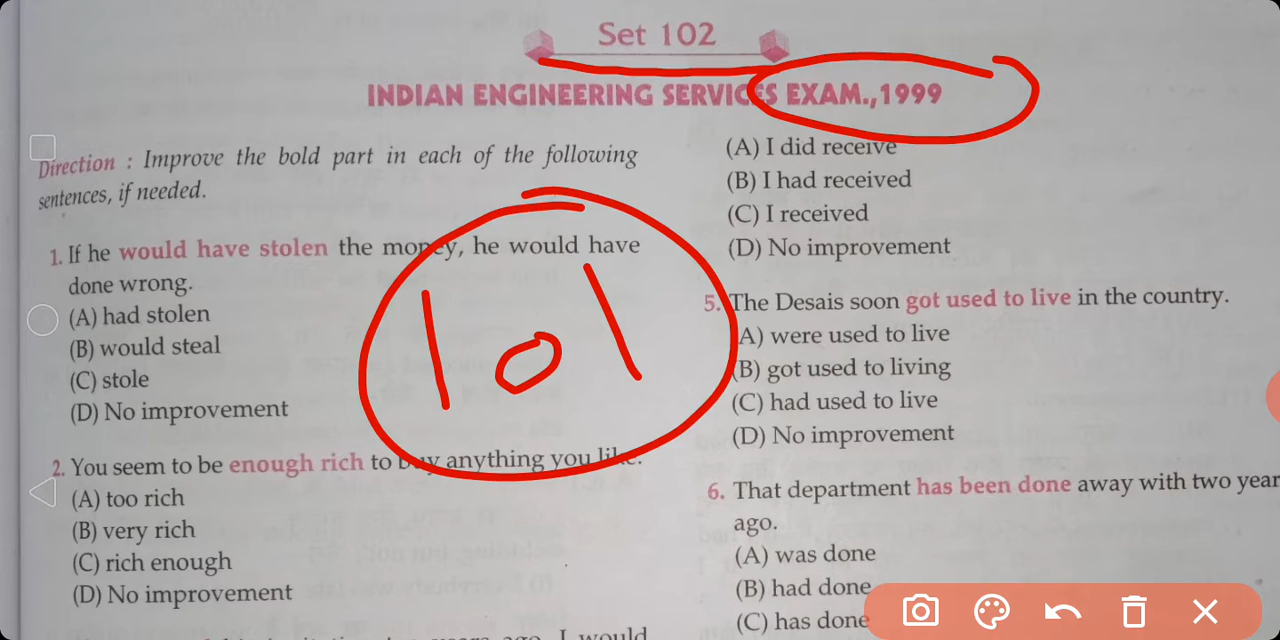 Set 102
INDIAN ENGINEERING SERVICES EXAM.,1999
Direction : Improve the bold part in each of the following
sentences, if needed.
1. If he would have stolen the money, he would have
done wrong.
(A) had stolen
(B) would steal
(C) stole
(D) No improvement
2. You seem to be enough rich to buy anything you like.
(A) too rich
(B) very rich
(C) rich enough
(D) No improvement
ago, I would
101
(A) I did receive
(B) I had received
(C) I received
(D) No improvement
5. The Desais soon got used to live in the country.
(A) were used to live
(B) got used to living
(C) had used to live
(D) No improvement
6. That department has been done away with two year
ago.
(A) was done
(B) had done
(C) has done